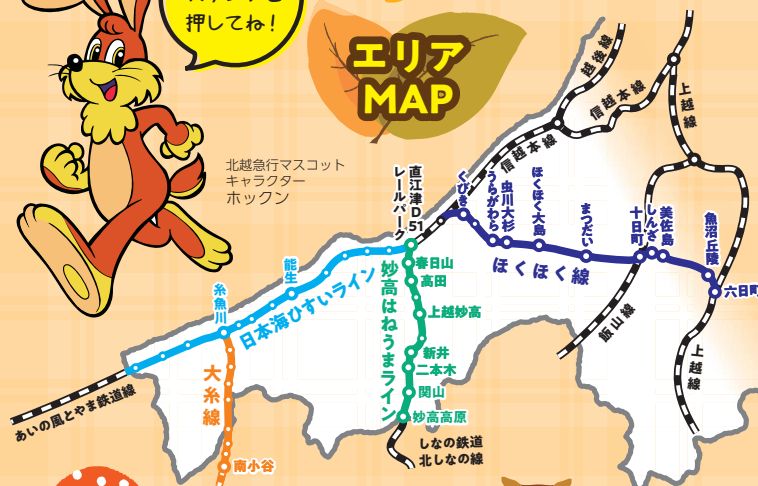 押してね！
エリア
MAP
北越急行マスコット
キャラクター
ホックン
越後線
信越本線
上越線
信越本線
直江津D51
レールパーク
くびき
うらがわら
虫川大杉
ほくほく大島
まつだい
十日町
しんざ
美佐島
魚沼丘陵
六日町
ほくほく線
飯山線
上越線
春日山
高田
上越妙高
新井
二本木
関山
妙高高原
妙高はねうまライン
しなの鉄道
北しなの線
能生
糸魚川
日本海ひすいライン
大糸線
南小谷
あいの風とやま鉄道線